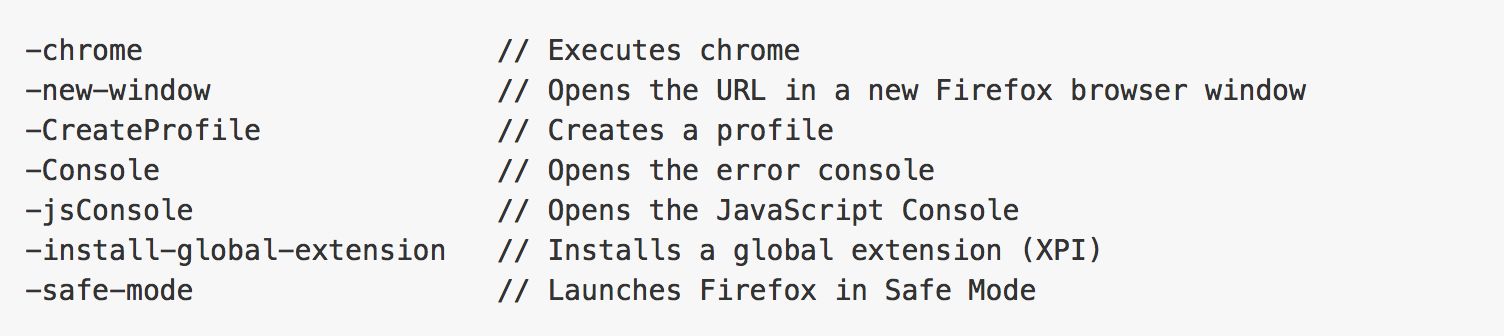 -chrome                     // Executes chrome
-new-window                 // Opens the URL in a new Firefox browser window
-CreateProfile              // Creates a profile
-Console                    // Opens the error console
-jsConsole                  // Opens the JavaScript Console
-install-global-extension   // Installs a global extension (XPI)
-safe-mode                  // Launches Firefox in Safe Mode